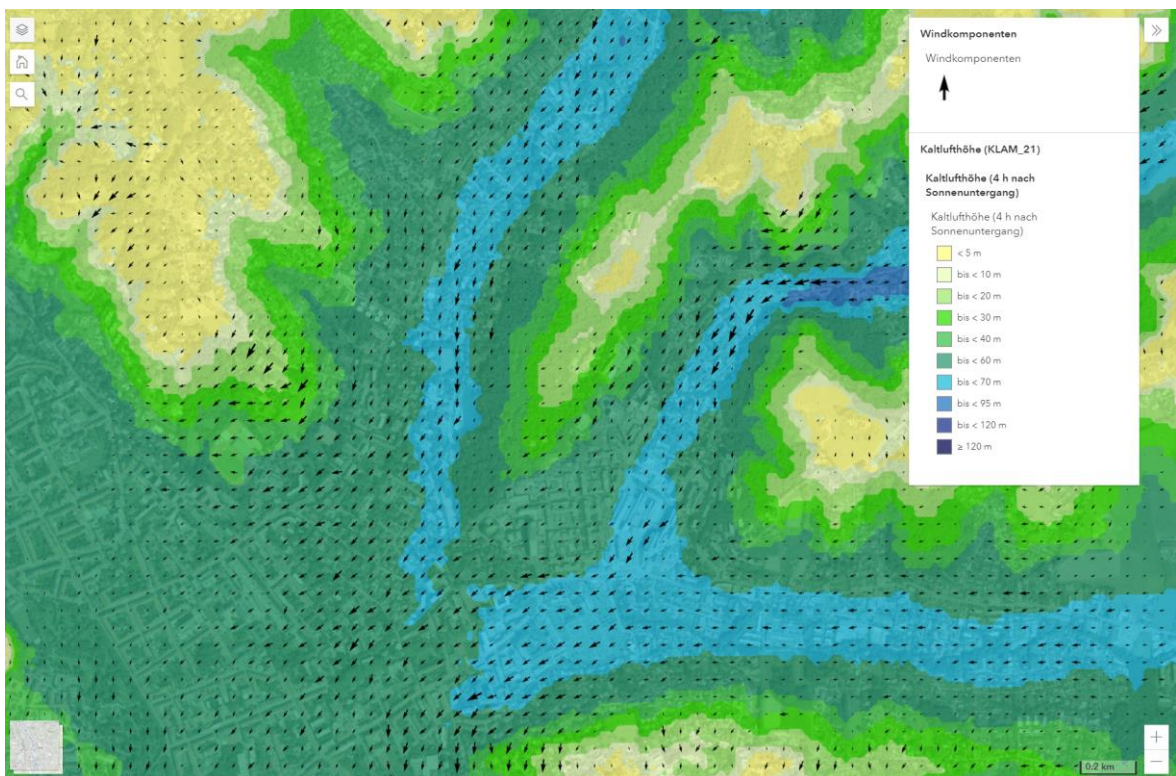 Windkomponenten
Windkomponenten
Kaltlufthöhe (KLAM_21)
Kaltlufthöhe (4 h nach
Sonnenuntergang)
Kaltlufthöhe (4 h nach
Sonnenuntergang)
< 5 m
bis < 10 m
bis < 20 m
bis < 30 m
bis < 40 m
bis < 60 m
bis < 70 m
bis < 95 m
bis < 120 m
≥ 120 m
0.2 km